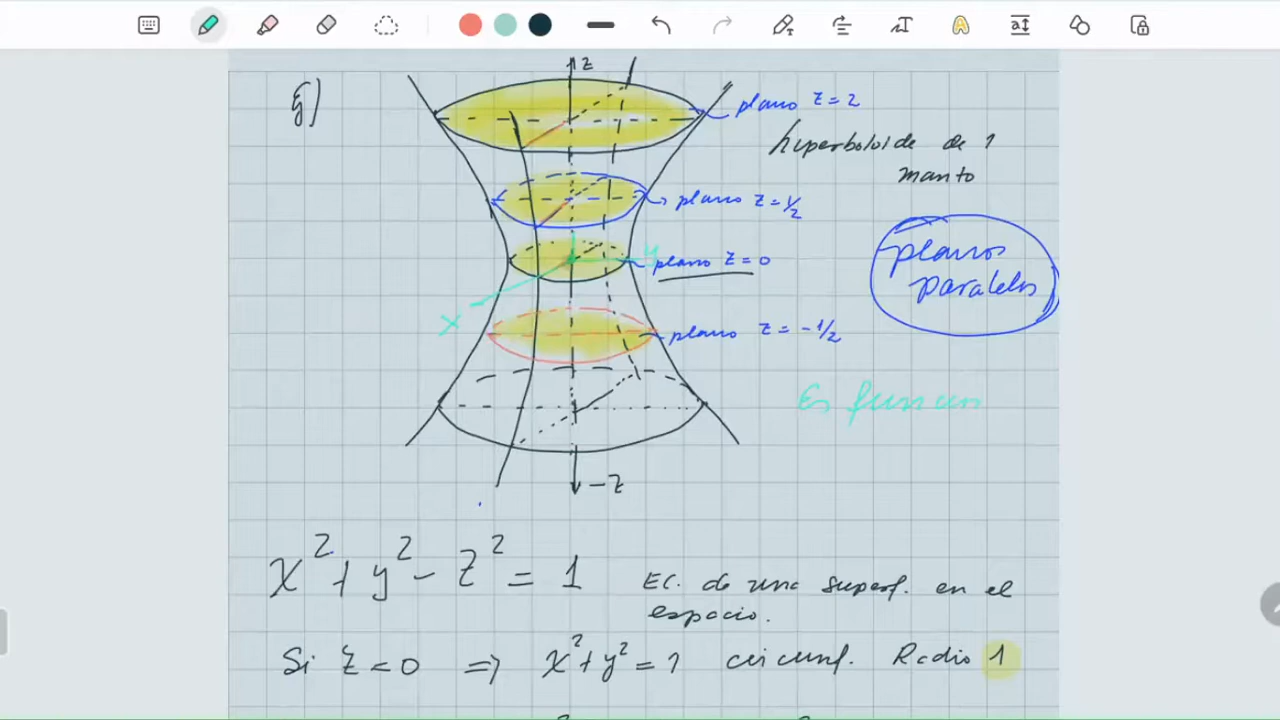 z
plano z = 2
hiperboloide de 1
manto
plano z = 1/2
planos
paralelos
y
plano z = 0
x
plano z = -1/2
Es funcion
-z
x² + y² - z² = 1
Ec. de una superf. en el
espacio.
Si z = 0 => x² + y² = 1 circunf. Radio 1